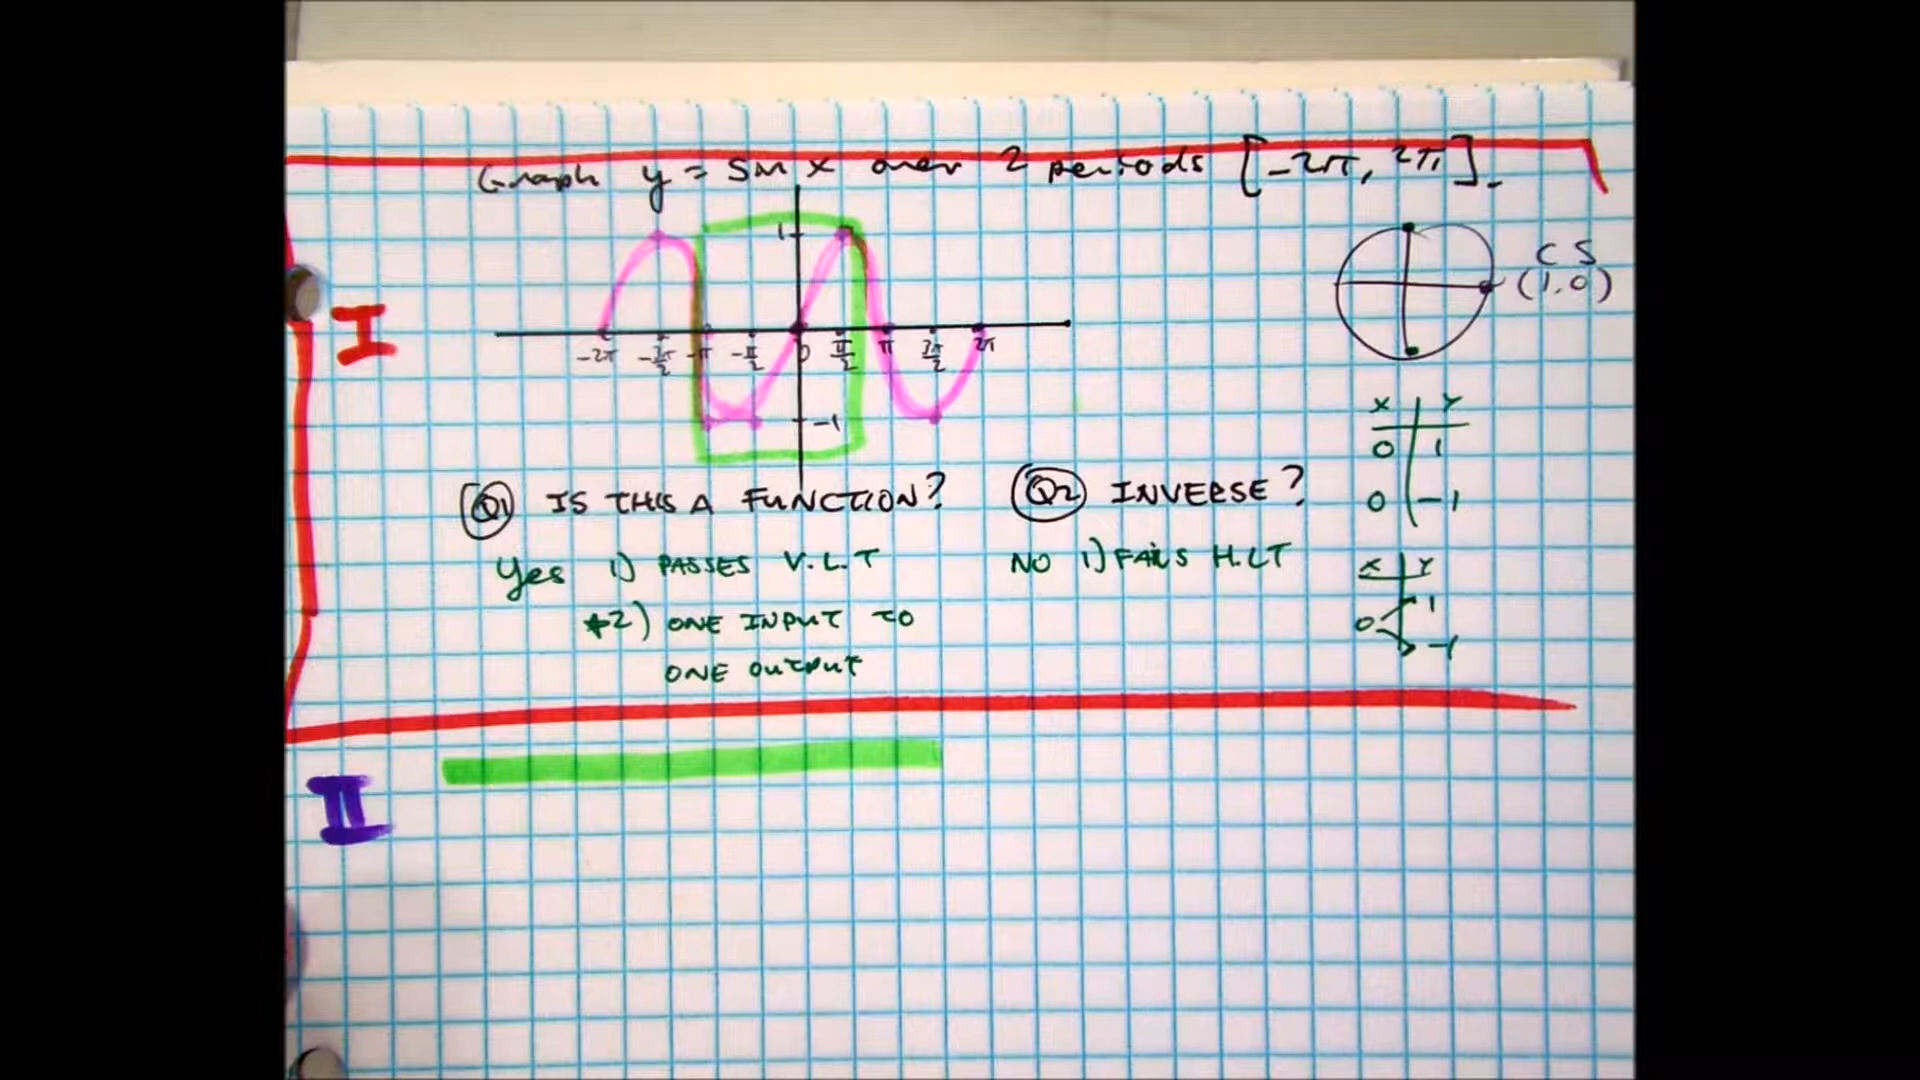 Graph y = Sin x over 2 periods [-2π, 2π].
1
-2π -3π/2 -π -π/2 0 π/2 π 3π/2 2π
-1
C S
(1,0)
X Y
0 1
0 -1
Q1 IS THIS A FUNCTION?
Q2 INVERSE?
Yes 1) PASSES V.L.T
*2) ONE INPUT TO
ONE OUTPUT
NO 1) FAILS H.LT
X Y
0 1
-1
I
II